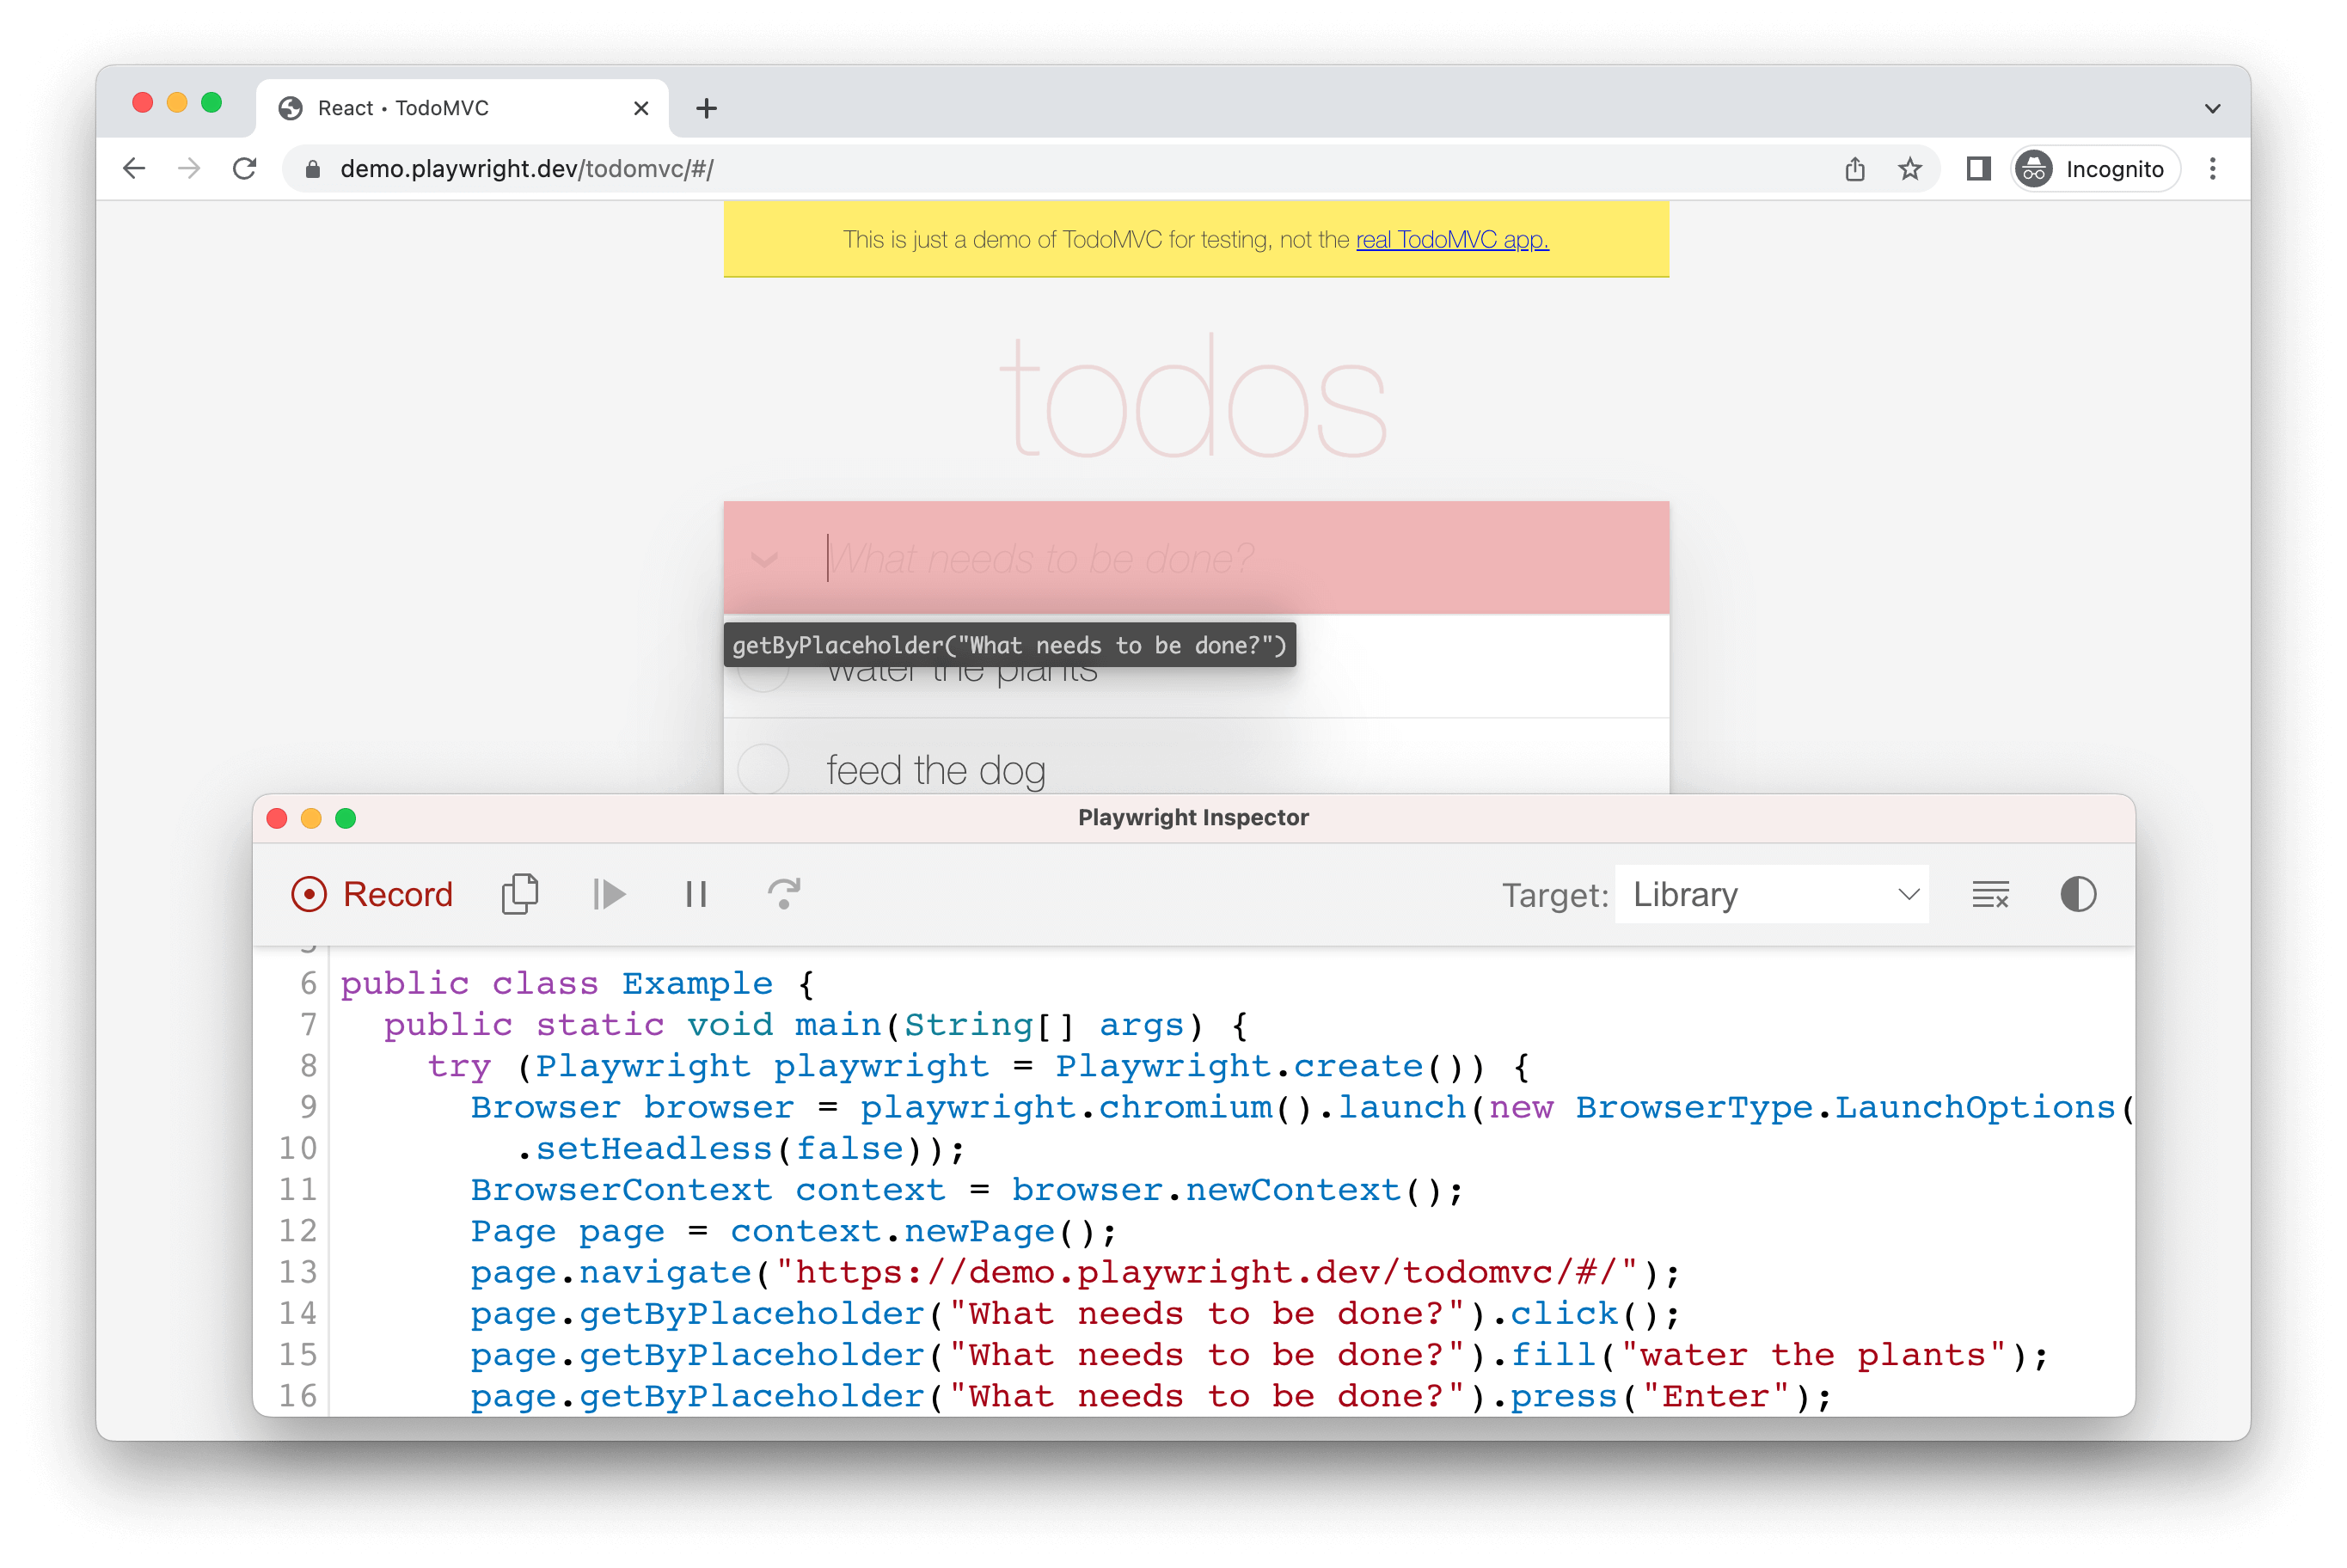 React • TodoMVC
demo.playwright.dev/todomvc/#/
Incognito
This is just a demo of TodoMVC for testing, not the real TodoMVC app.
todos
What needs to be done?
getByPlaceholder("What needs to be done?")
water the plants
feed the dog
Playwright Inspector
Record
Target: Library
6 public class Example {
7 public static void main(String[] args) {
8 try (Playwright playwright = Playwright.create()) {
9 Browser browser = playwright.chromium().launch(new BrowserType.LaunchOptions(
10 .setHeadless(false));
11 BrowserContext context = browser.newContext();
12 Page page = context.newPage();
13 page.navigate("https://demo.playwright.dev/todomvc/#/");
14 page.getByPlaceholder("What needs to be done?").click();
15 page.getByPlaceholder("What needs to be done?").fill("water the plants");
16 page.getByPlaceholder("What needs to be done?").press("Enter");